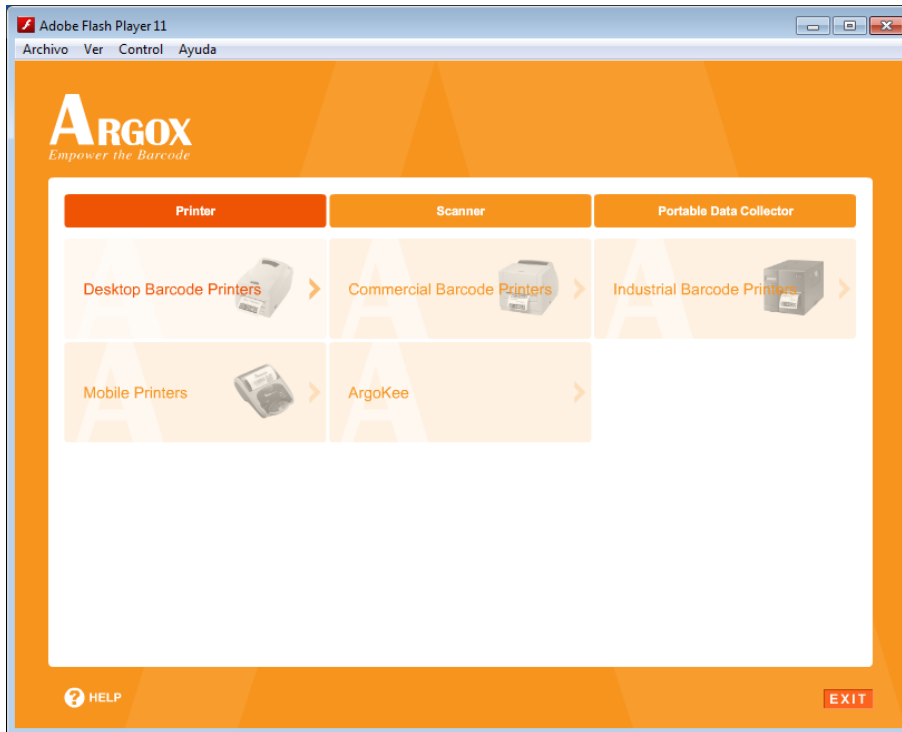 Adobe Flash Player 11
Archivo Ver Control Ayuda
ARGOX
Empower the Barcode
Printer Scanner Portable Data Collector
Desktop Barcode Printers Commercial Barcode Printers Industrial Barcode Printers
Mobile Printers ArgoKee
? HELP EXIT